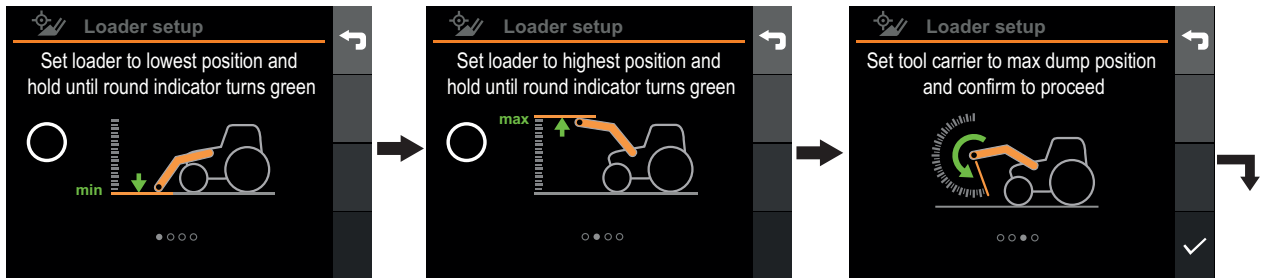 Loader setup
Set loader to lowest position and
hold until round indicator turns green
min
Loader setup
Set loader to highest position and
hold until round indicator turns green
max
Loader setup
Set tool carrier to max dump position
and confirm to proceed